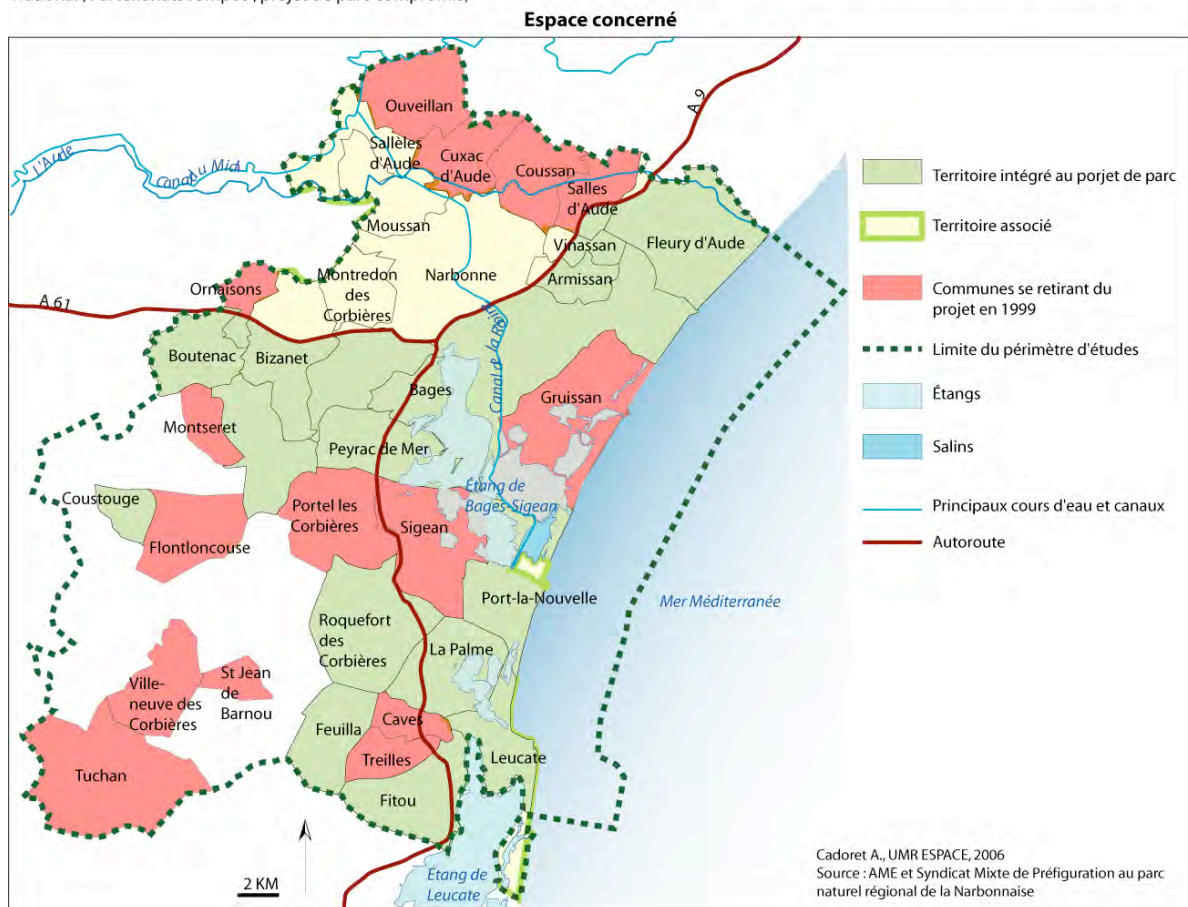 Espace concerné
Ouveillan
A 9
L'Aude
Canal du Midi
Sallèles
d'Aude
Cuxac
d'Aude
Coussan
Salles
d'Aude
Moussan
Vinassan
Fleury d'Aude
Narbonne
Armissan
Montredon
des
Corbières
Ornaisons
A 61
Canal de la Ro
Boutenac
Bizanet
Bages
Gruissan
Montseret
Peyrac de Mer
Coustouge
Portel les
Corbières
Étang de
Bages-Sigean
Sigean
Flontloncouse
Port-la-Nouvelle
Mer Méditerranée
Roquefort
des
Corbières
La Palme
St Jean
de
Barnou
Ville-
neuve des
Corbières
Caves
Feuilla
Treilles
Leucate
Tuchan
Fitou
Étang de
Leucate
2 KM
Territoire intégré au porjet de parc
Territoire associé
Communes se retirant du
projet en 1999
Limite du périmètre d'études
Étangs
Salins
Principaux cours d'eau et canaux
Autoroute
Cadoret A., UMR ESPACE, 2006
Source : AME et Syndicat Mixte de Préfiguration au parc
naturel régional de la Narbonnaise